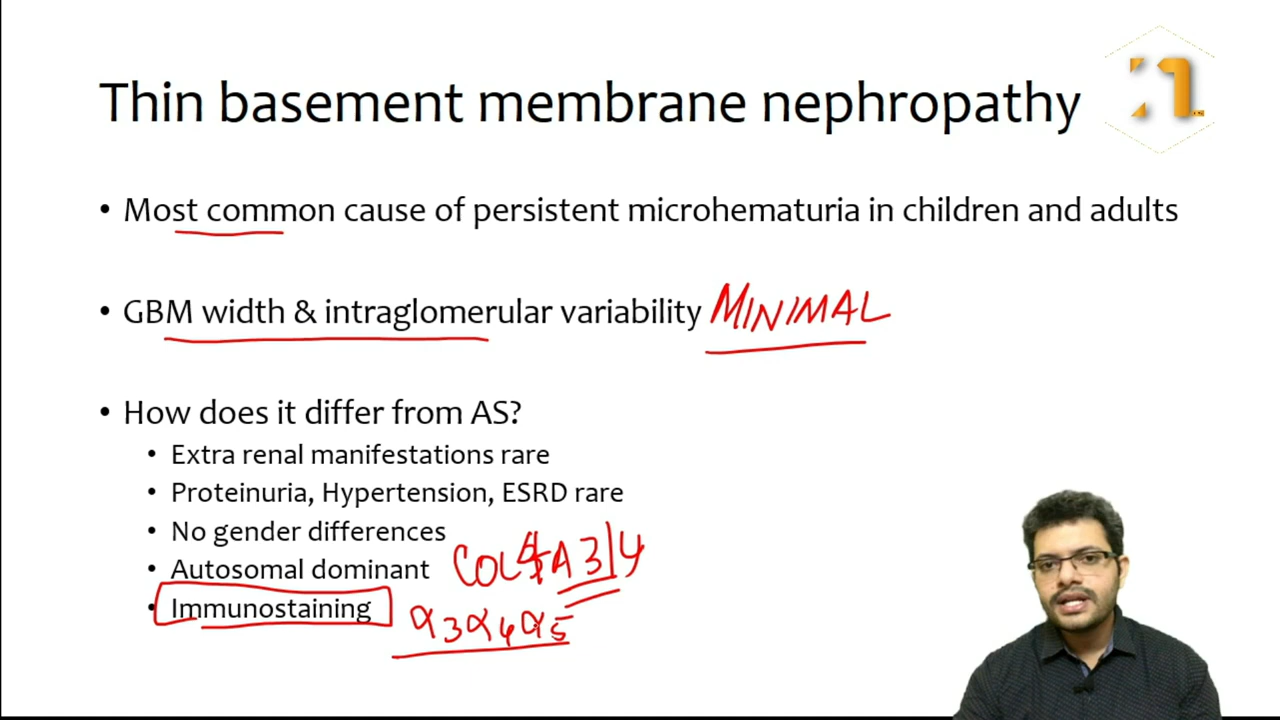 Thin basement membrane nephropathy
• Most common cause of persistent microhematuria in children and adults
• GBM width & intraglomerular variability MINIMAL
• How does it differ from AS?
• Extra renal manifestations rare
• Proteinuria, Hypertension, ESRD rare
• No gender differences
• Autosomal dominant COL4A3/4
• Immunostaining α3α4α5